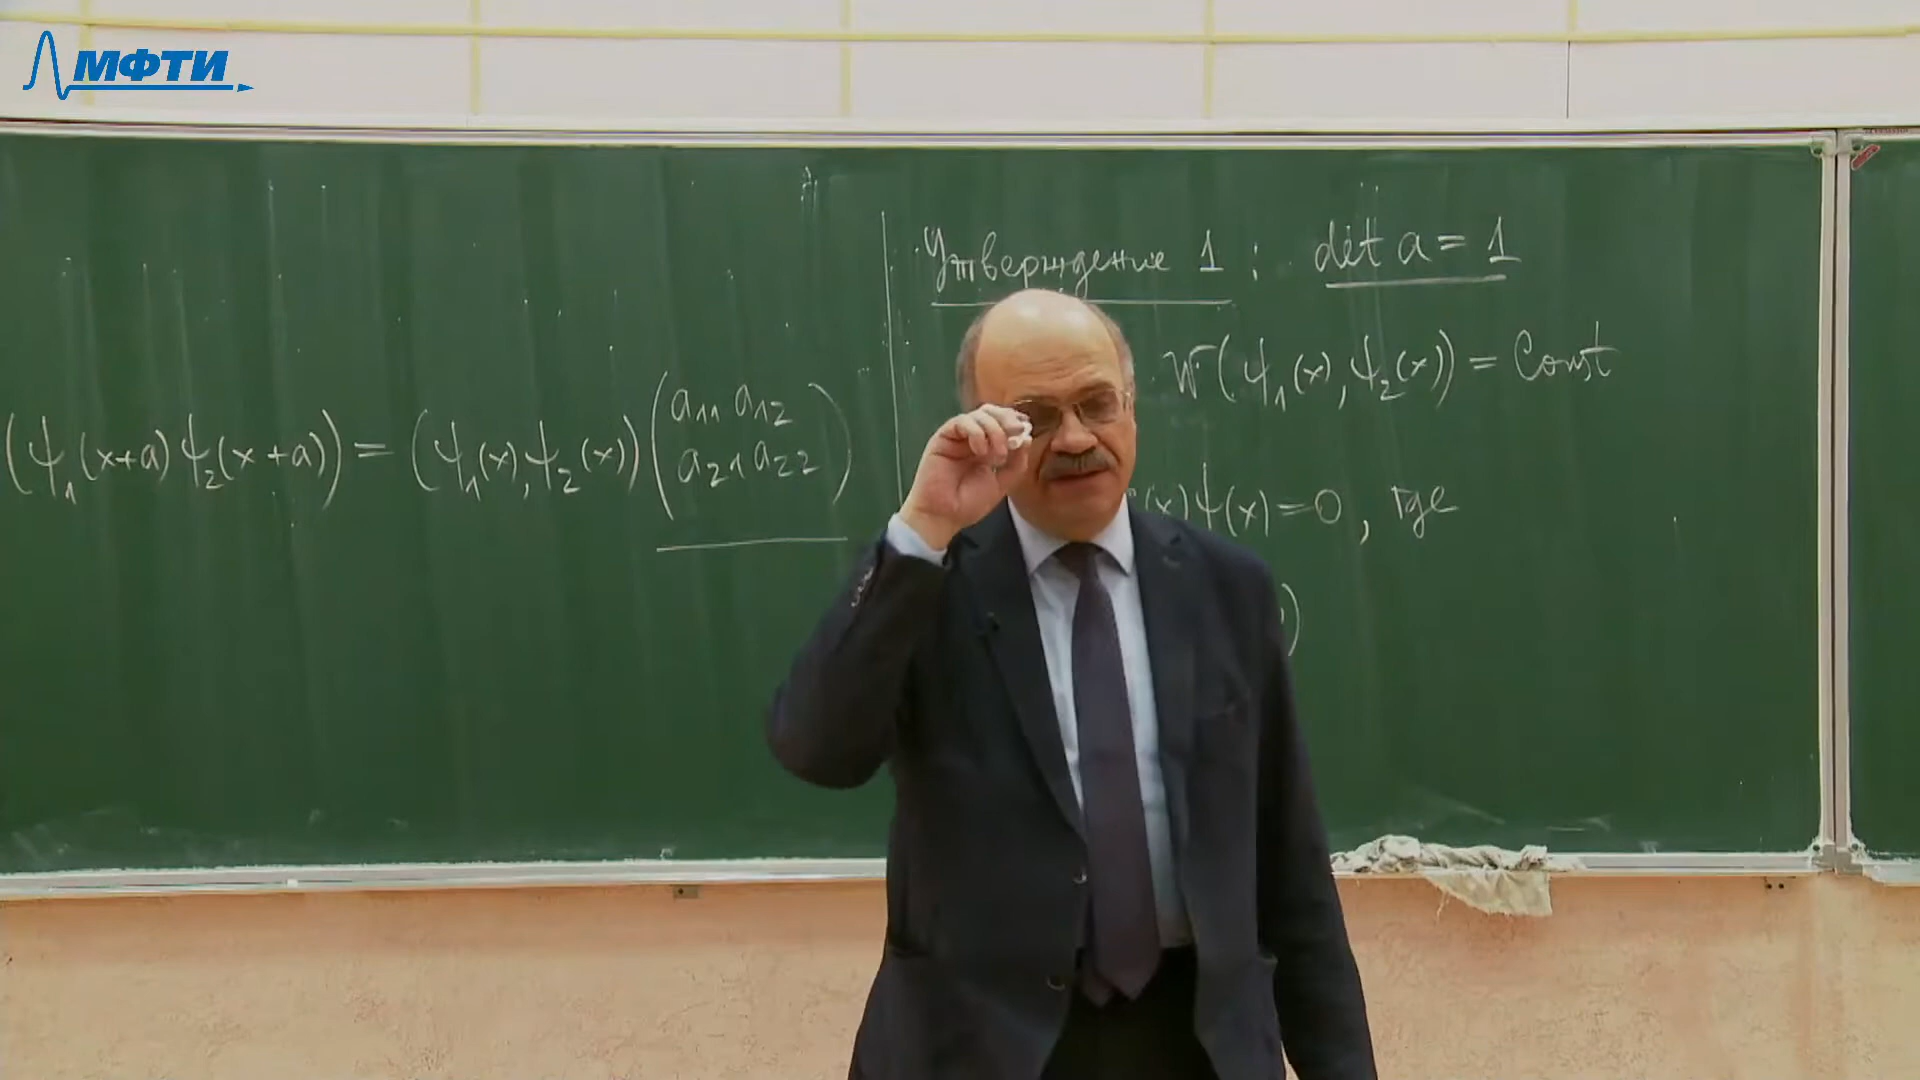 МФТИ
(ψ₁(x+a) ψ₂(x+a)) = (ψ₁(x), ψ₂(x)) (a₁₁ a₁₂
a₂₁ a₂₂)
Утверждение 1 : det a = 1
W(ψ₁(x), ψ₂(x)) = Const
(x)ψ(x) = 0, где
)